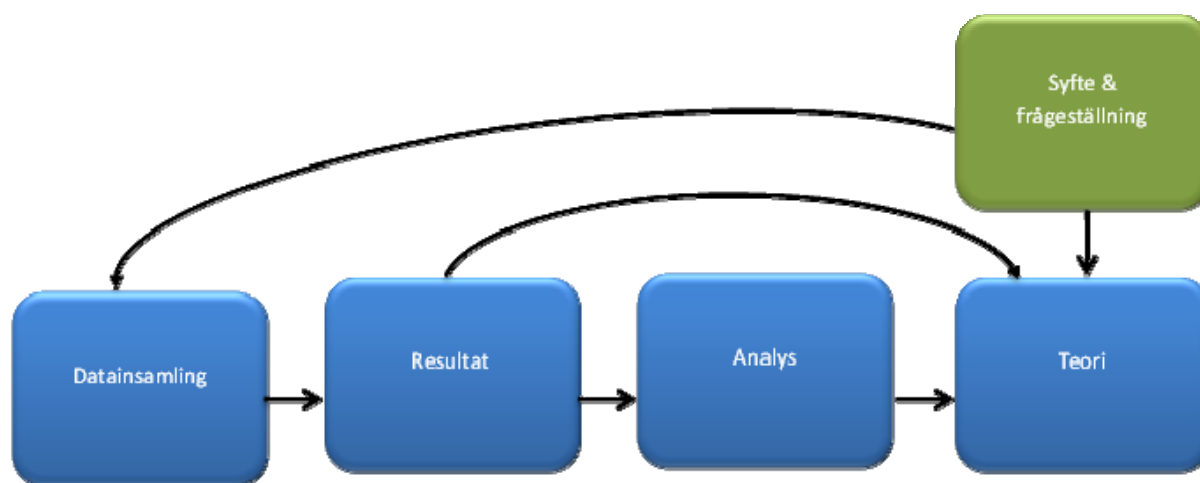 Syfte &
frågeställning
Datainsamling
Resultat
Analys
Teori